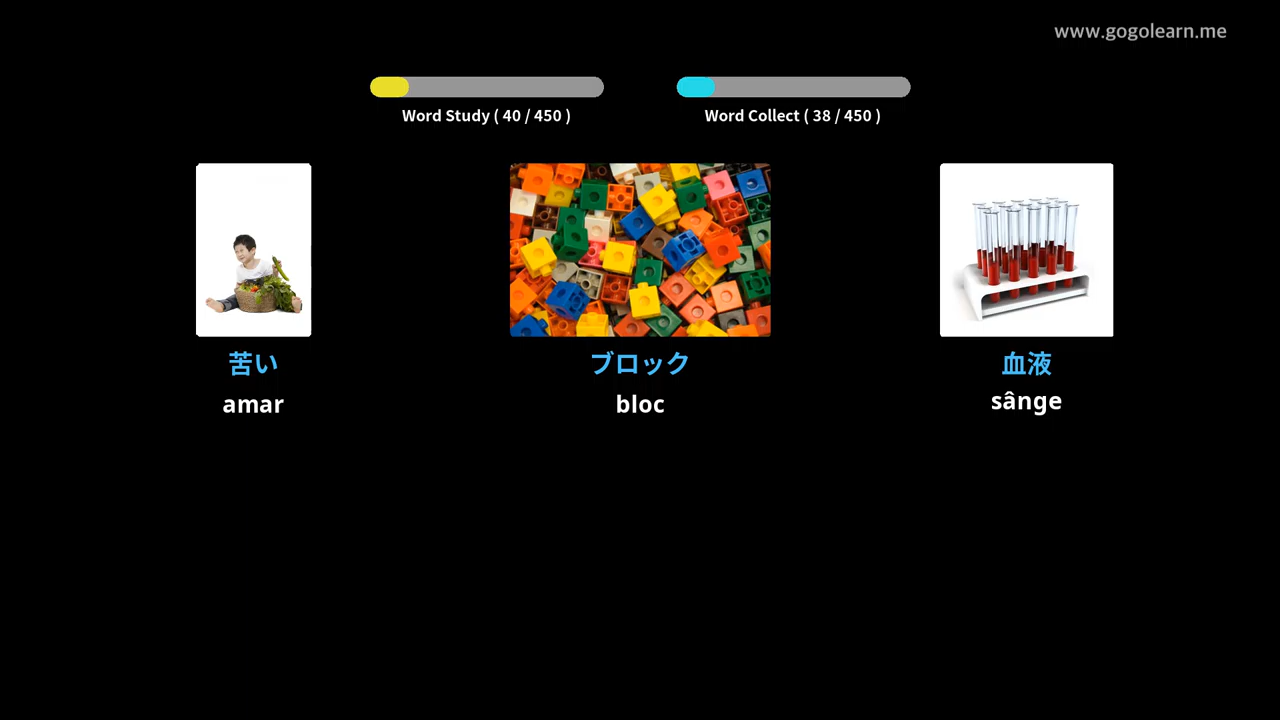 www.gogolearn.me
Word Study ( 40 / 450 )
Word Collect ( 38 / 450 )
苦い
ブロック
血液
amar
bloc
sânge